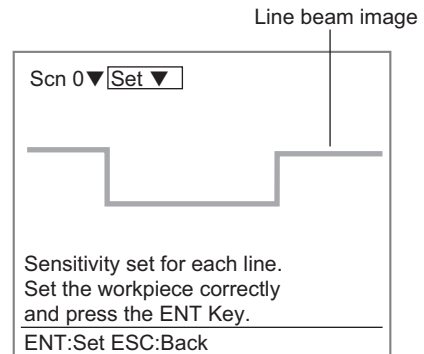 Line beam image
Scn 0▼ Set ▼
Sensitivity set for each line.
Set the workpiece correctly
and press the ENT Key.
ENT:Set ESC:Back